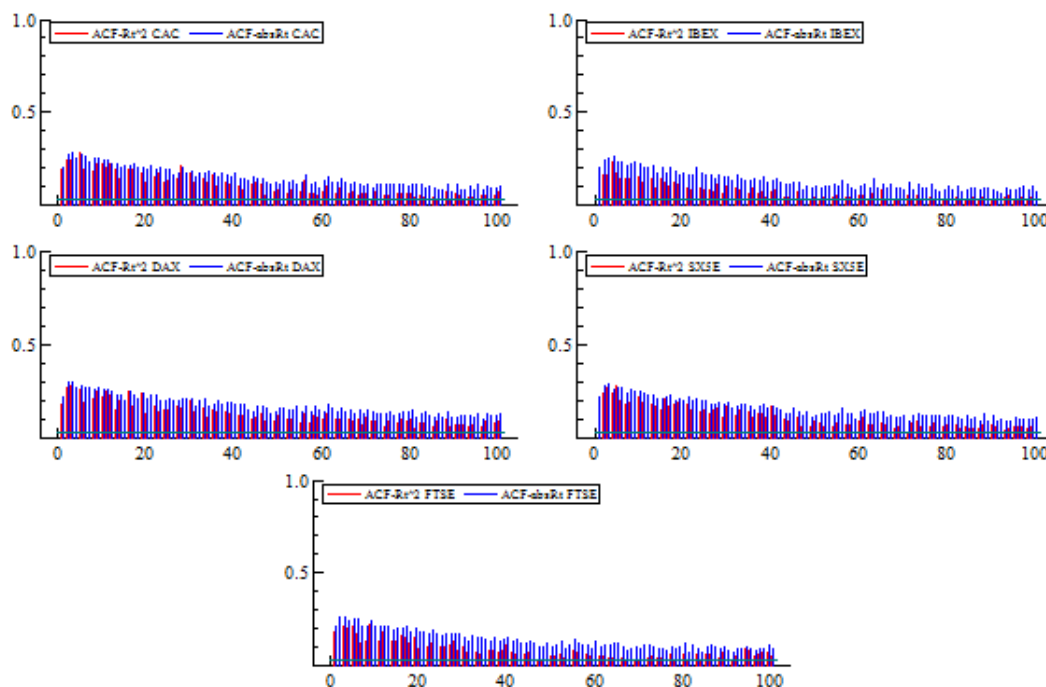 1.0
ACF-Rt^2 CAC ACF-absRt CAC
0.5
0 20 40 60 80 100
1.0
ACF-Rt^2 IBEX ACF-absRt IBEX
0.5
0 20 40 60 80 100
1.0
ACF-Rt^2 DAX ACF-absRt DAX
0.5
0 20 40 60 80 100
1.0
ACF-Rt^2 SX5E ACF-absRt SX5E
0.5
0 20 40 60 80 100
1.0
ACF-Rt^2 FTSE ACF-absRt FTSE
0.5
0 20 40 60 80 100